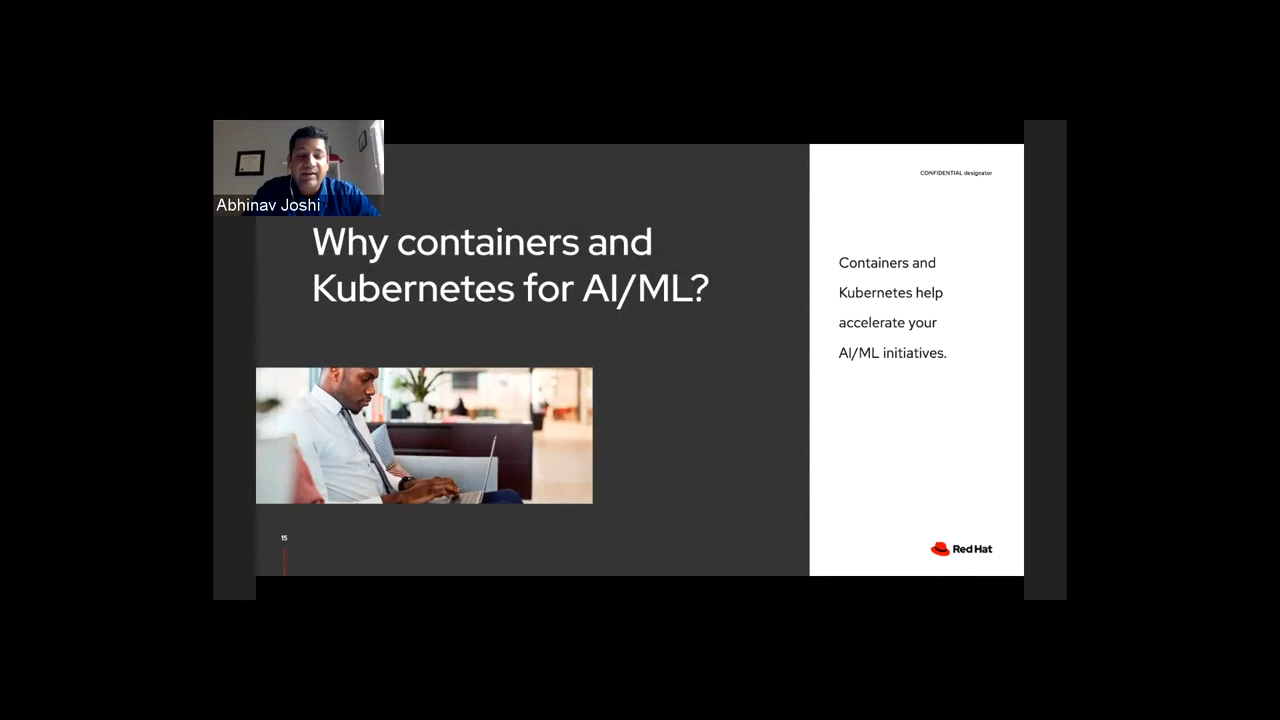 Abhinav Joshi
Why containers and
Kubernetes for AI/ML?
CONFIDENTIAL designator
Containers and
Kubernetes help
accelerate your
AI/ML initiatives.
15
Red Hat